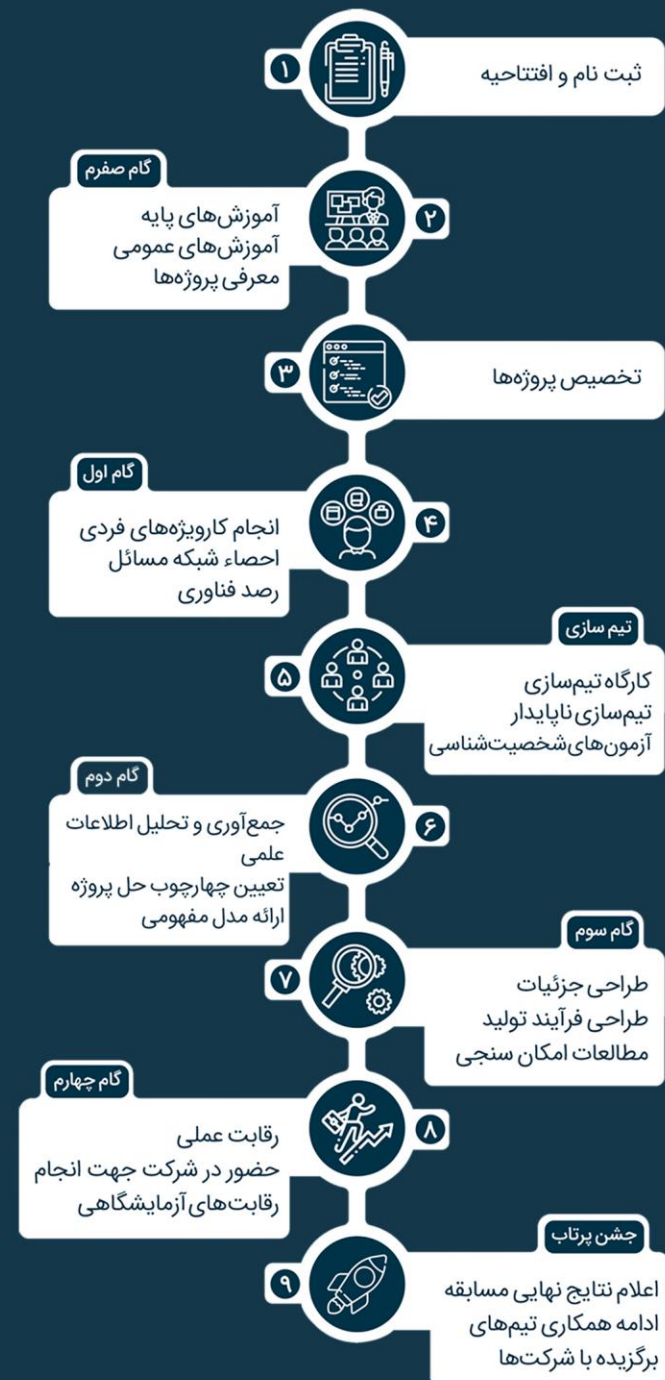 ۱
ثبت نام و افتتاحیه
گام صفرم
۲
آموزش‌های پایه
آموزش‌های عمومی
معرفی پروژه‌ها
۳
تخصیص پروژه‌ها
گام اول
۴
انجام کارویژه‌های فردی
احصاء شبکه مسائل
رصد فناوری
تیم سازی
۵
کارگاه تیم‌سازی
تیم‌سازی ناپایدار
آزمون‌های شخصیت‌شناسی
گام دوم
۶
جمع‌آوری و تحلیل اطلاعات
علمی
تعیین چهارچوب حل پروژه
ارائه مدل مفهومی
گام سوم
۷
طراحی جزئیات
طراحی فرآیند تولید
مطالعات امکان سنجی
گام چهارم
۸
رقابت عملی
حضور در شرکت جهت انجام
رقابت‌های آزمایشگاهی
جشن پرتاب
۹
اعلام نتایج نهایی مسابقه
ادامه همکاری تیم‌های
برگزیده با شرکت‌ها